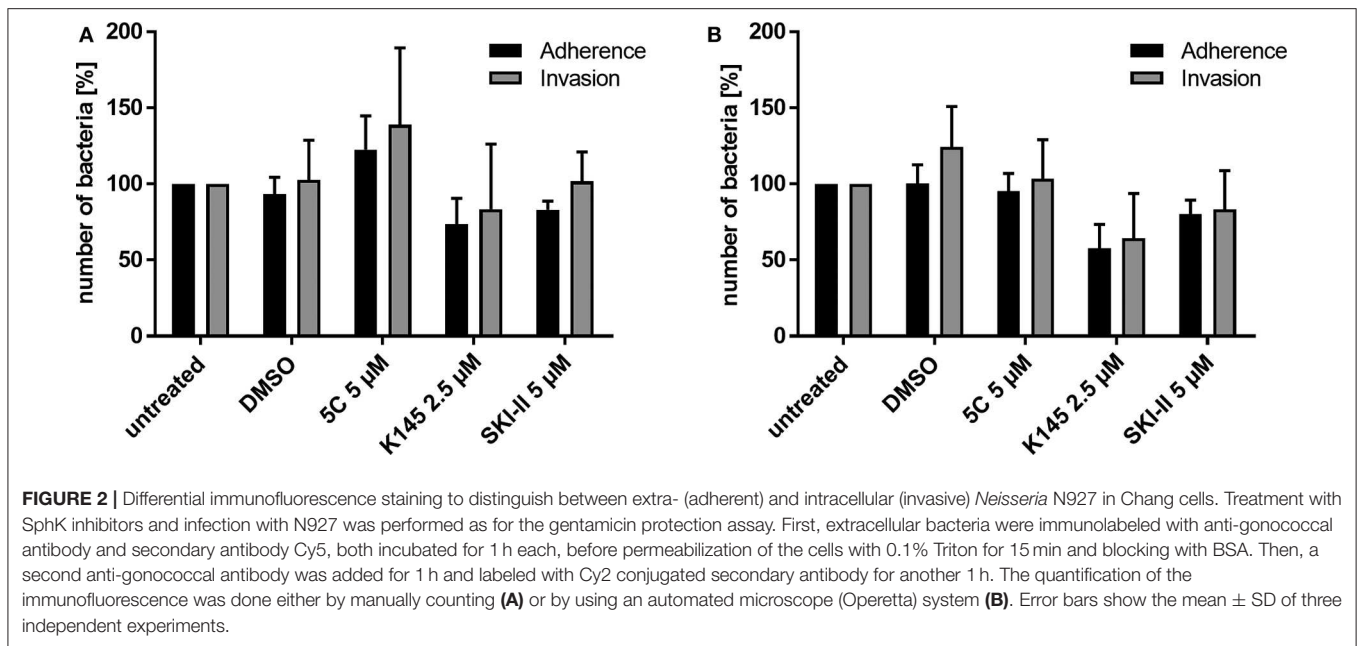 A
200
150
100
50
0
number of bacteria [%]
Adherence
Invasion
untreated
DMSO
5C 5 µM
K145 2.5 µM
SKI-II 5 µM
B
200
150
100
50
0
number of bacteria [%]
Adherence
Invasion
untreated
DMSO
5C 5 µM
K145 2.5 µM
SKI-II 5 µM
FIGURE 2 | Differential immunofluorescence staining to distinguish between extra- (adherent) and intracellular (invasive) Neisseria N927 in Chang cells. Treatment with
SphK inhibitors and infection with N927 was performed as for the gentamicin protection assay. First, extracellular bacteria were immunolabeled with anti-gonococcal
antibody and secondary antibody Cy5, both incubated for 1 h each, before permeabilization of the cells with 0.1% Triton for 15 min and blocking with BSA. Then, a
second anti-gonococcal antibody was added for 1 h and labeled with Cy2 conjugated secondary antibody for another 1 h. The quantification of the
immunofluorescence was done either by manually counting (A) or by using an automated microscope (Operetta) system (B). Error bars show the mean ± SD of three
independent experiments.